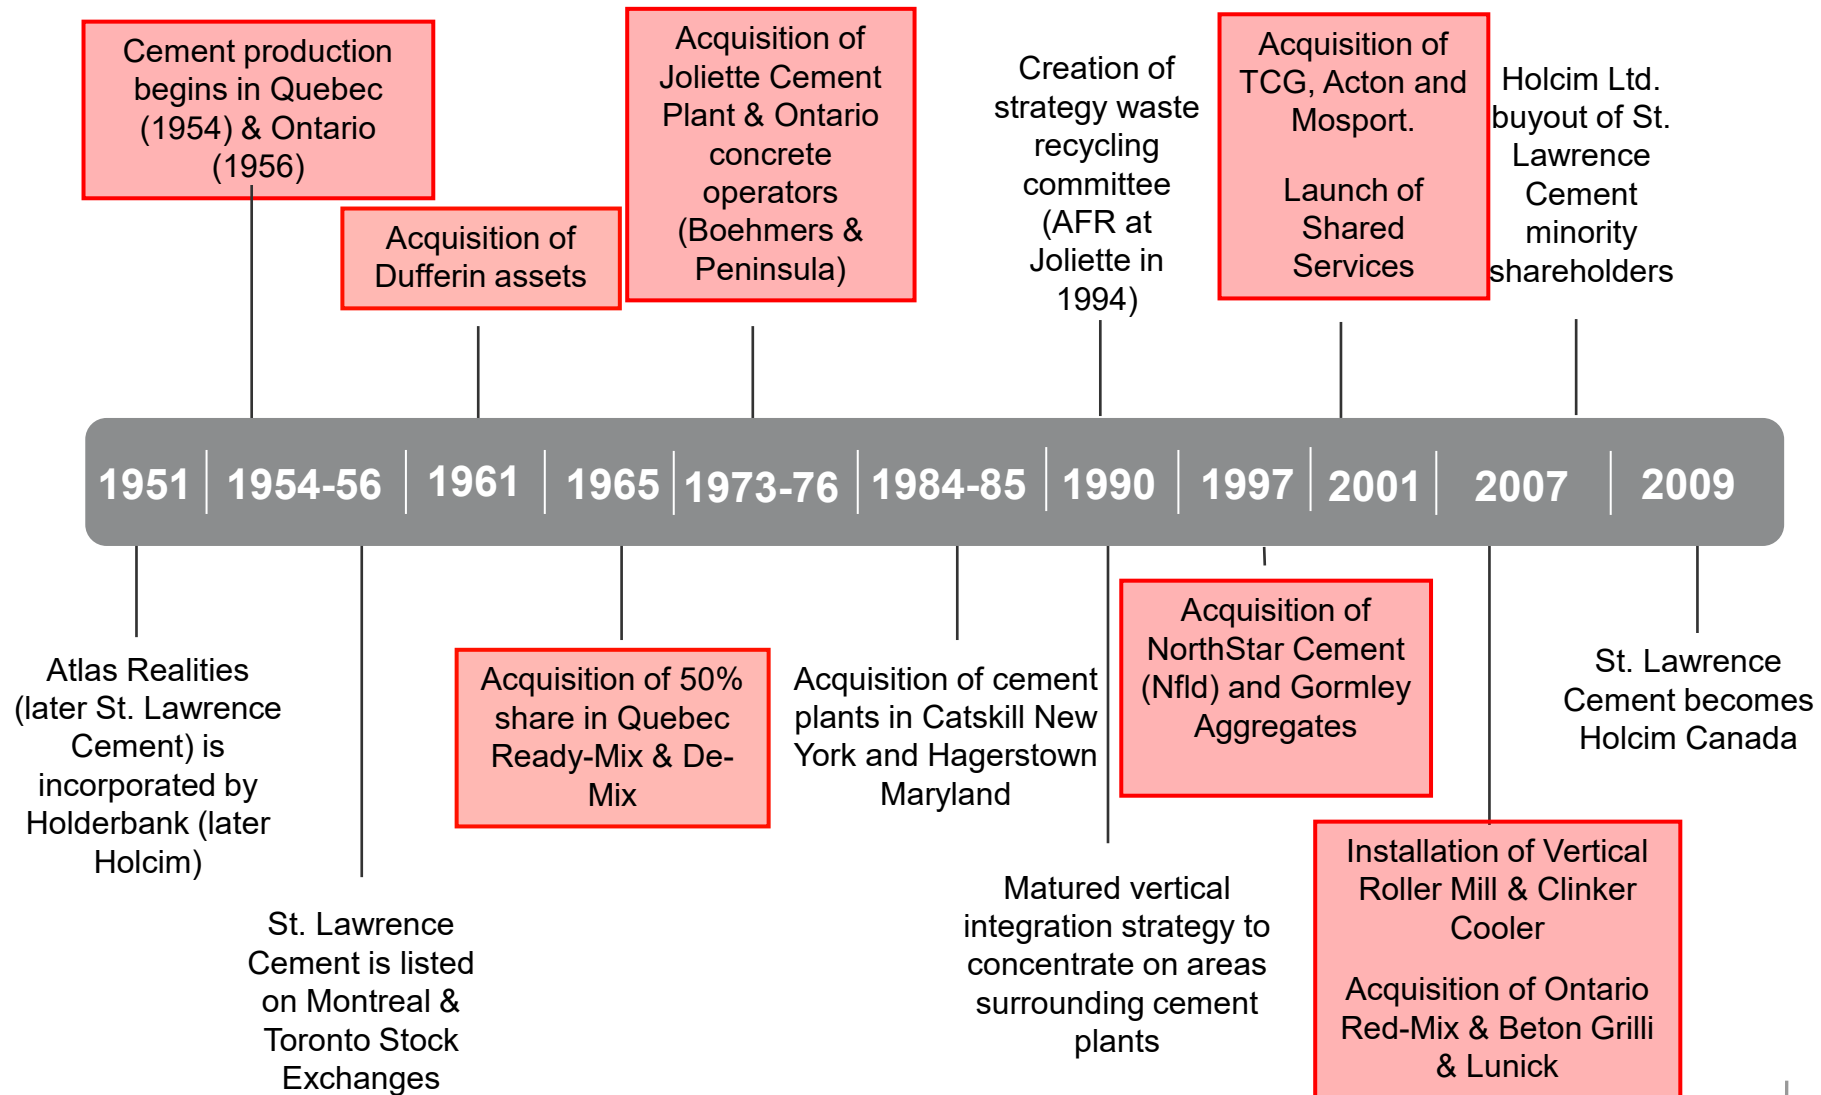 Cement production
begins in Quebec
(1954) & Ontario
(1956)
Acquisition of
Dufferin assets
Acquisition of
Joliette Cement
Plant & Ontario
concrete
operators
(Boehmers &
Peninsula)
Creation of
strategy waste
recycling
committee
(AFR at
Joliette in
1994)
Acquisition of
TCG, Acton and
Mosport.
Launch of
Shared
Services
Holcim Ltd.
buyout of St.
Lawrence
Cement
minority
shareholders
1951
1954-56
1961
1965
1973-76
1984-85
1990
1997
2001
2007
2009
Atlas Realities
(later St. Lawrence
Cement) is
incorporated by
Holderbank (later
Holcim)
St. Lawrence
Cement is listed
on Montreal &
Toronto Stock
Exchanges
Acquisition of 50%
share in Quebec
Ready-Mix & De-
Mix
Acquisition of cement
plants in Catskill New
York and Hagerstown
Maryland
Matured vertical
integration strategy to
concentrate on areas
surrounding cement
plants
Acquisition of
NorthStar Cement
(Nfld) and Gormley
Aggregates
Installation of Vertical
Roller Mill & Clinker
Cooler
Acquisition of Ontario
Red-Mix & Beton Grilli
& Lunick
St. Lawrence
Cement becomes
Holcim Canada